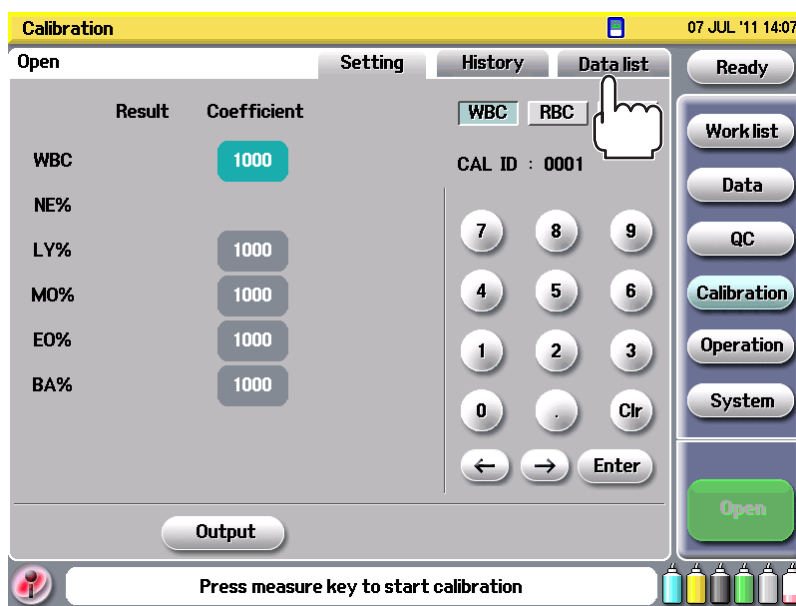 Calibration 07 JUL '11 14:07
Open Setting History Data list Ready
Result Coefficient WBC RBC
Work list
WBC 1000 CAL ID : 0001
Data
NE%
7 8 9 QC
LY% 1000
MO% 1000 4 5 6 Calibration
EO% 1000 1 2 3 Operation
BA% 1000
0 . Clr System
← → Enter
Open
Output
Press measure key to start calibration